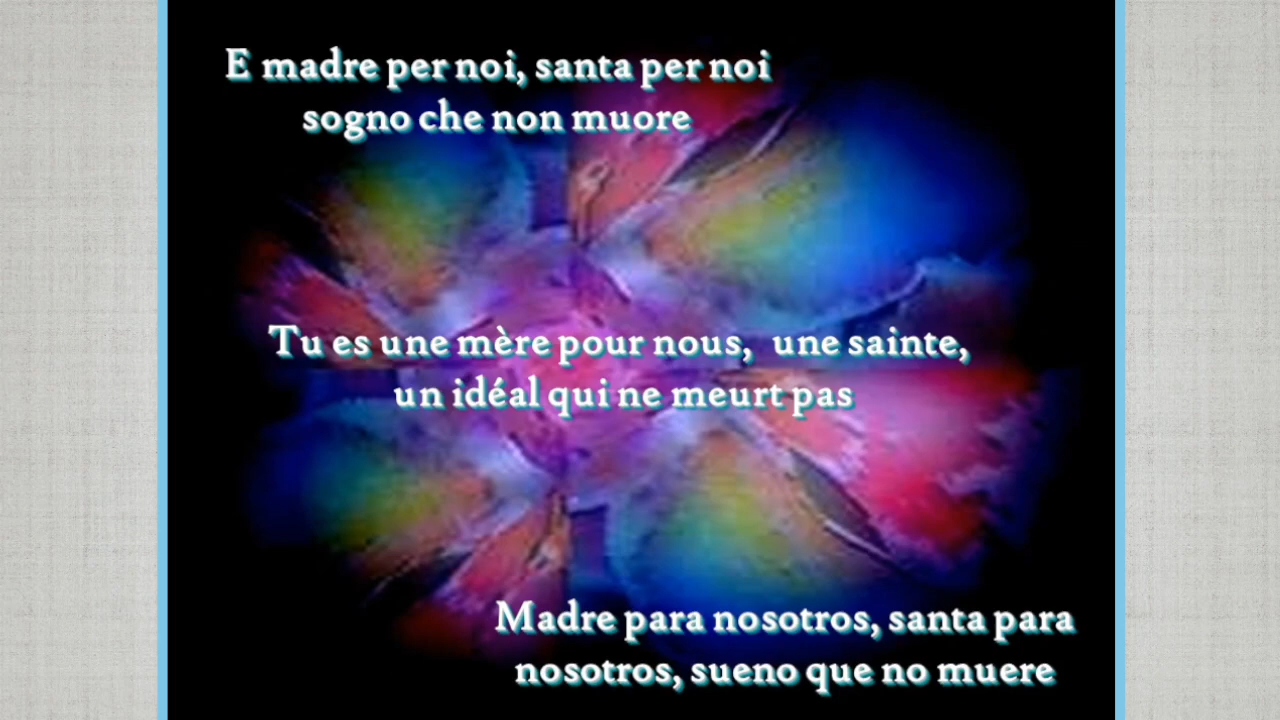 E madre per noi, santa per noi
sogno che non muore
Tu es une mère pour nous, une sainte,
un idéal qui ne meurt pas
Madre para nosotros, santa para
nosotros, sueno que no muere